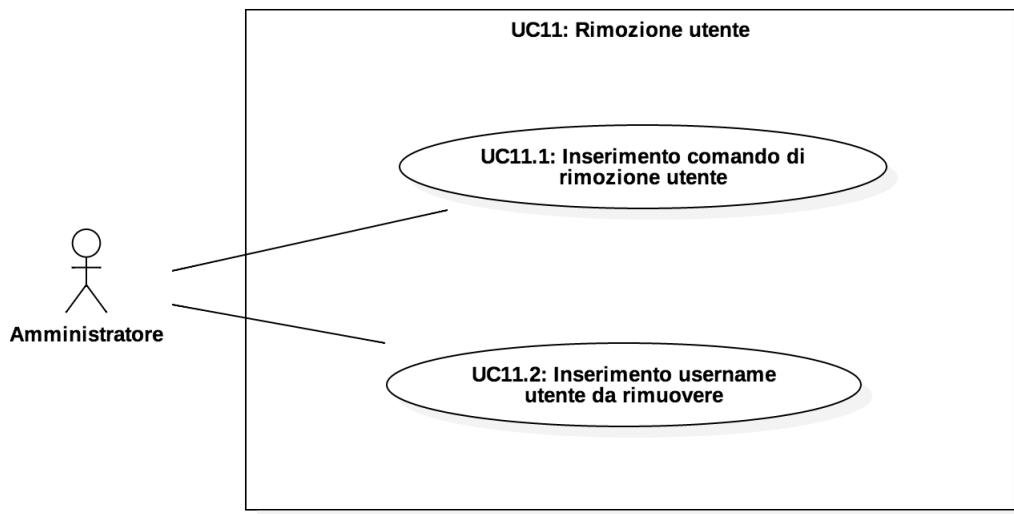 UC11: Rimozione utente
UC11.1: Inserimento comando di
rimozione utente
Amministratore
UC11.2: Inserimento username
utente da rimuovere